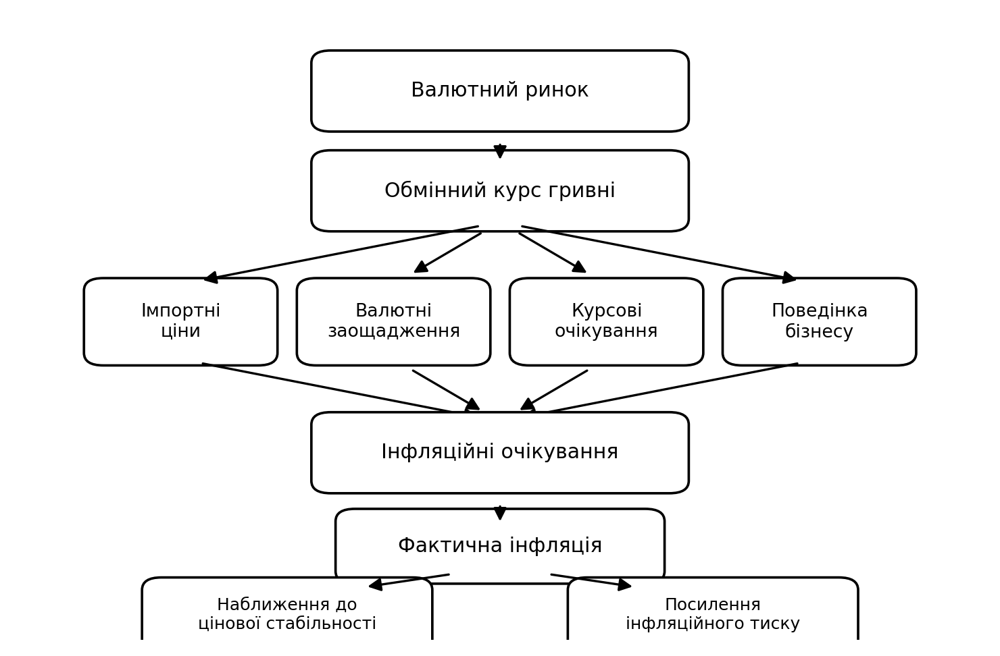 Валютний ринок
Обмінний курс гривні
Імпортні
ціни
Валютні
заощадження
Курсові
очікування
Поведінка
бізнесу
Інфляційні очікування
Фактична інфляція
Наближення до
цінової стабільності
Посилення
інфляційного тиску